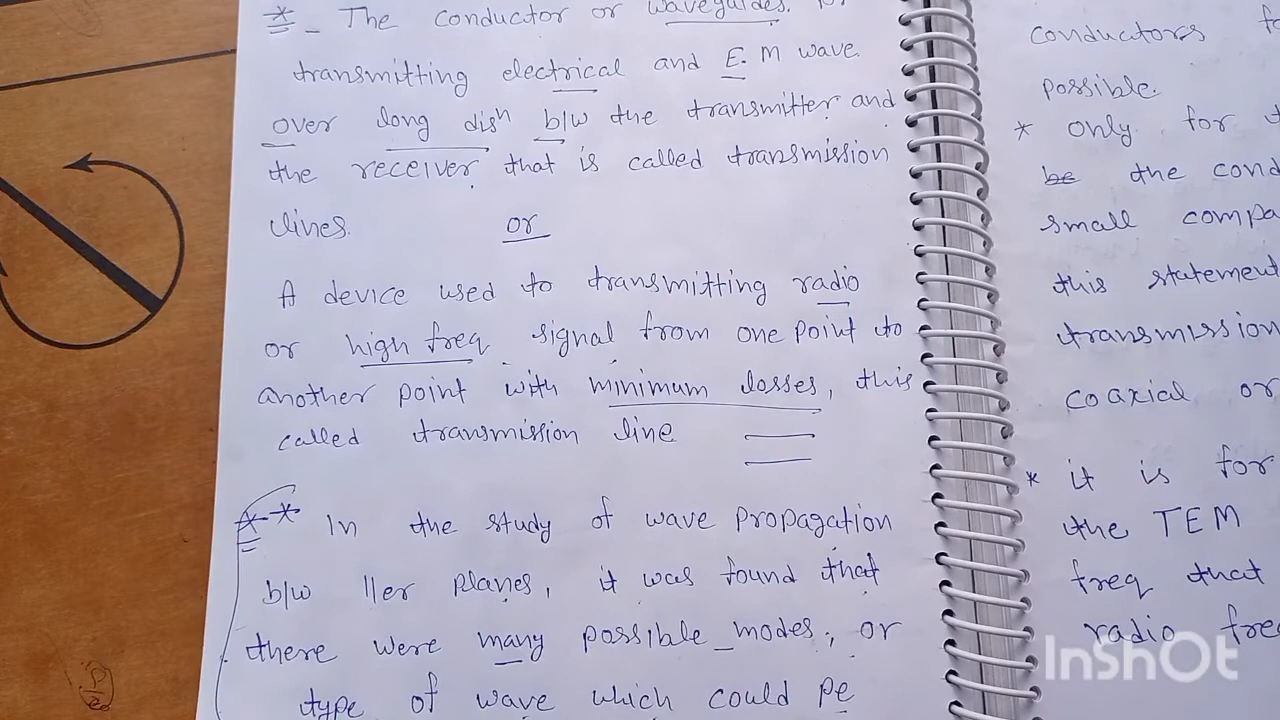 * - The conductor or waveguides. for
transmitting electrical and E.M wave
over long disn b/w the transmitter and
the receiver, that is called transmission
lines.
or
A device used to transmitting radio
or high freq signal from one point to
another point with minimum losses, this
called transmission line
** In the study of wave propagation
b/w ller planes, it was found that
there were many possible modes, or
type of wave which could pe
conductors
possible.
* only for
be the cond
small compa
this statement
transmission
coaxial or
* it is for
the TEM
freq that
radio fre
InShOt